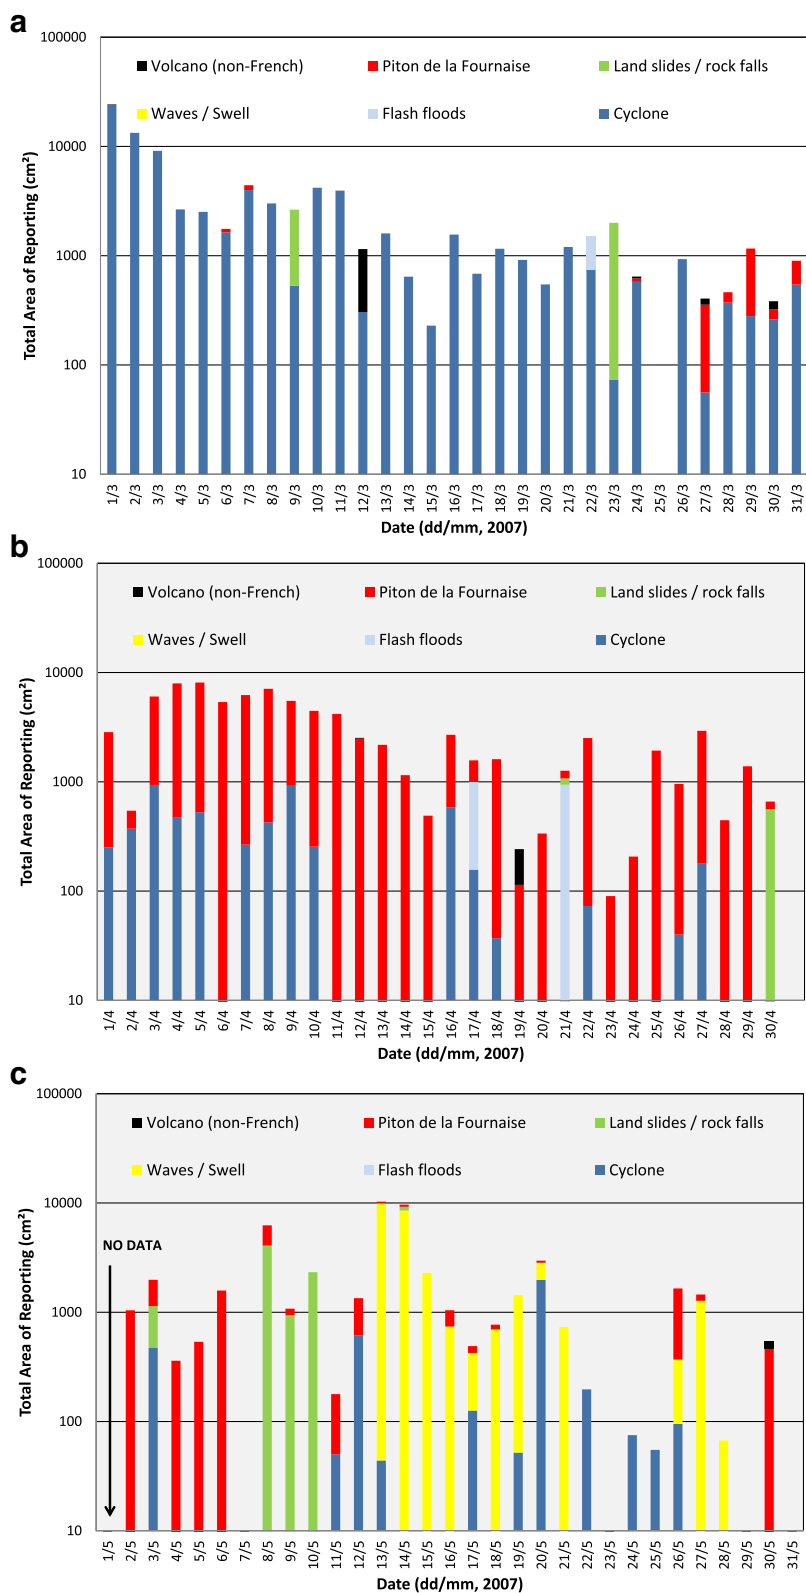 a
100000
10000
1000
100
10
Total Area of Reporting (cm²)
Volcano (non-French) Piton de la Fournaise Land slides / rock falls
Waves / Swell Flash floods Cyclone
1/3 2/3 3/3 4/3 5/3 6/3 7/3 8/3 9/3 10/3 11/3 12/3 13/3 14/3 15/3 16/3 17/3 18/3 19/3 20/3 21/3 22/3 23/3 24/3 25/3 26/3 27/3 28/3 29/3 30/3 31/3
Date (dd/mm, 2007)
b
100000
10000
1000
100
10
Total Area of Reporting (cm²)
Volcano (non-French) Piton de la Fournaise Land slides / rock falls
Waves / Swell Flash floods Cyclone
1/4 2/4 3/4 4/4 5/4 6/4 7/4 8/4 9/4 10/4 11/4 12/4 13/4 14/4 15/4 16/4 17/4 18/4 19/4 20/4 21/4 22/4 23/4 24/4 25/4 26/4 27/4 28/4 29/4 30/4
Date (dd/mm, 2007)
c
100000
10000
1000
100
10
Total Area of Reporting (cm²)
Volcano (non-French) Piton de la Fournaise Land slides / rock falls
Waves / Swell Flash floods Cyclone
NO DATA
1/5 2/5 3/5 4/5 5/5 6/5 7/5 8/5 9/5 10/5 11/5 12/5 13/5 14/5 15/5 16/5 17/5 18/5 19/5 20/5 21/5 22/5 23/5 24/5 25/5 26/5 27/5 28/5 29/5 30/5 31/5
Date (dd/mm, 2007)